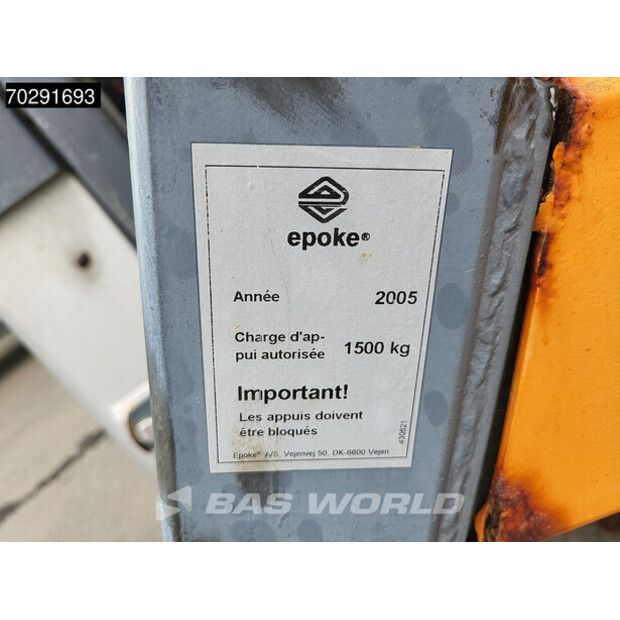 70291693
epoke®
Année 2005
Charge d'ap-
pui autorisée 1500 kg
Important!
Les appuis doivent
être bloqués
430621
Epoke® A/S, Vejenvej 50, DK-6600 Vejen
BAS WORLD